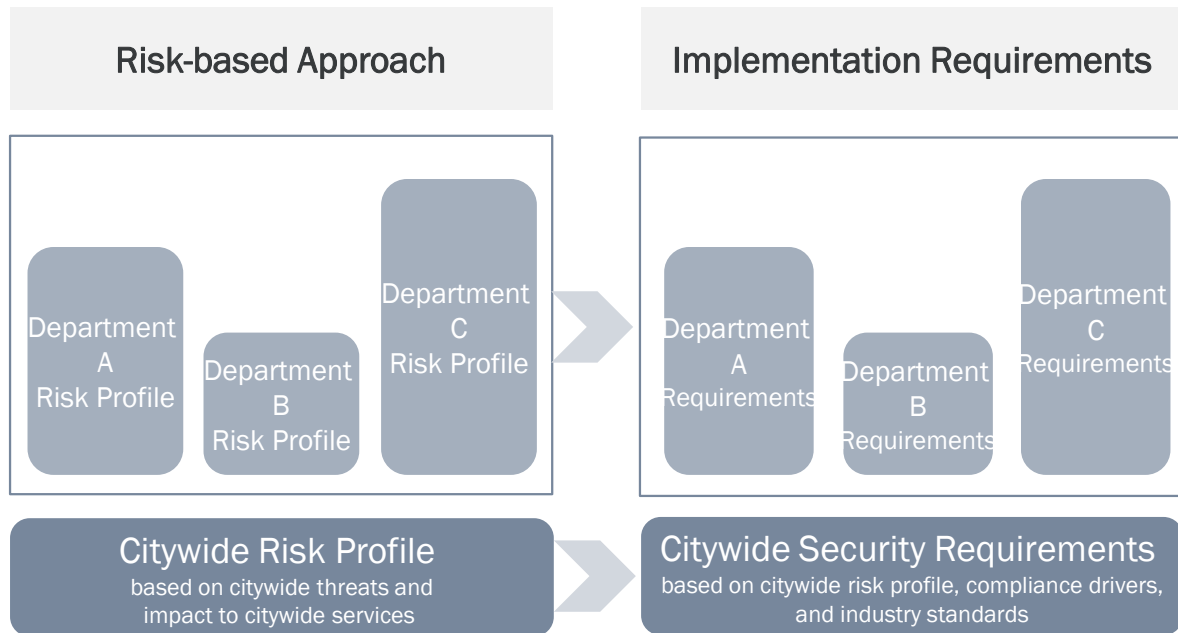 Risk-based Approach
Department
A
Risk Profile
Department
B
Risk Profile
Department
C
Risk Profile
Citywide Risk Profile
based on citywide threats and
impact to citywide services
Implementation Requirements
Department
A
Requirements
Department
B
Requirements
Department
C
Requirements
Citywide Security Requirements
based on citywide risk profile, compliance drivers,
and industry standards